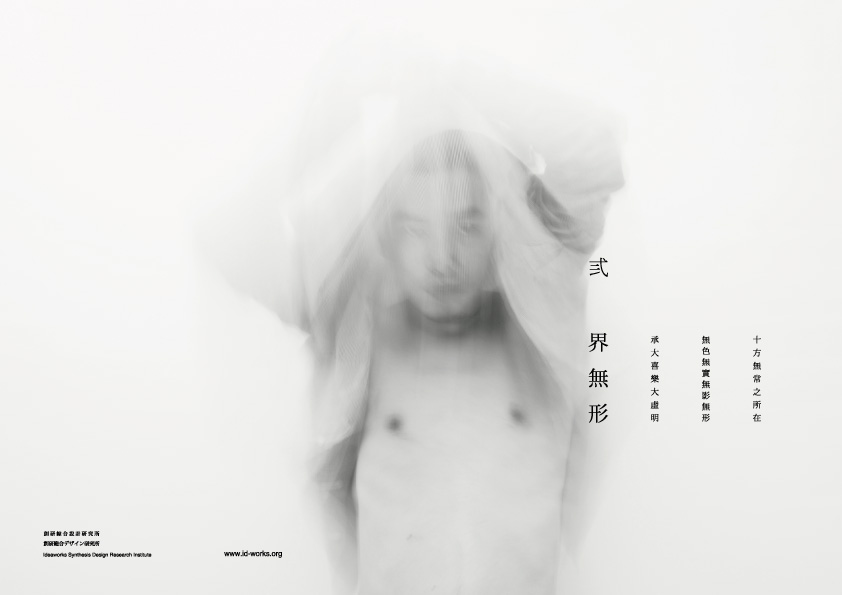 十方無常之所在
無色無實無影無形
承大喜樂大虛明
弎 界無形
創研綜合設計研究所
創研総合デザイン研究所
Ideaworks Synthesis Design Research Institute
www.id-works.org